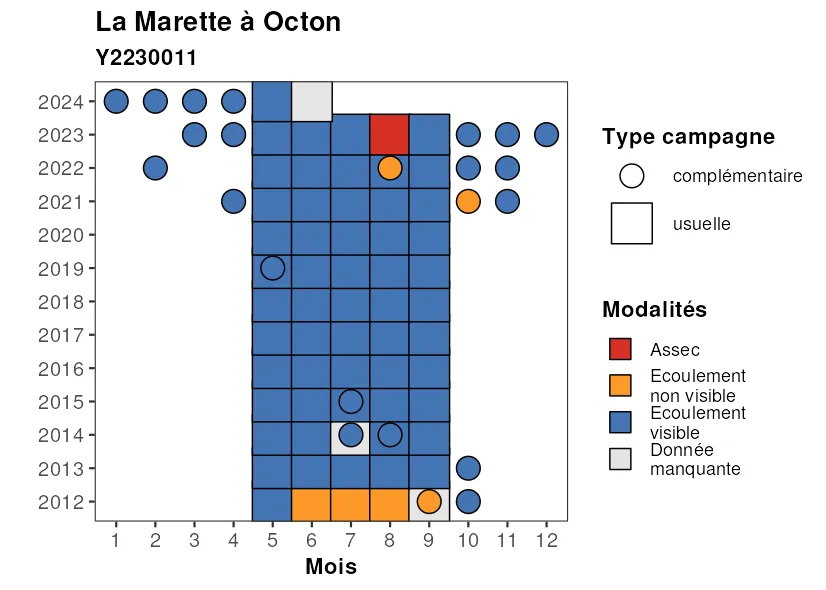 La Marette à Octon
Y2230011
2024
2023
2022
2021
2020
2019
2018
2017
2016
2015
2014
2013
2012
1 2 3 4 5 6 7 8 9 10 11 12
Mois
Type campagne
complémentaire
usuelle
Modalités
Assec
Ecoulement
non visible
Ecoulement
visible
Donnée
manquante